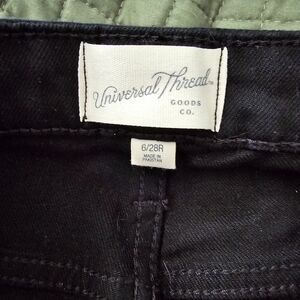 Universal Thread
GOODS
CO.
6/28R
MADE IN
PAKISTAN